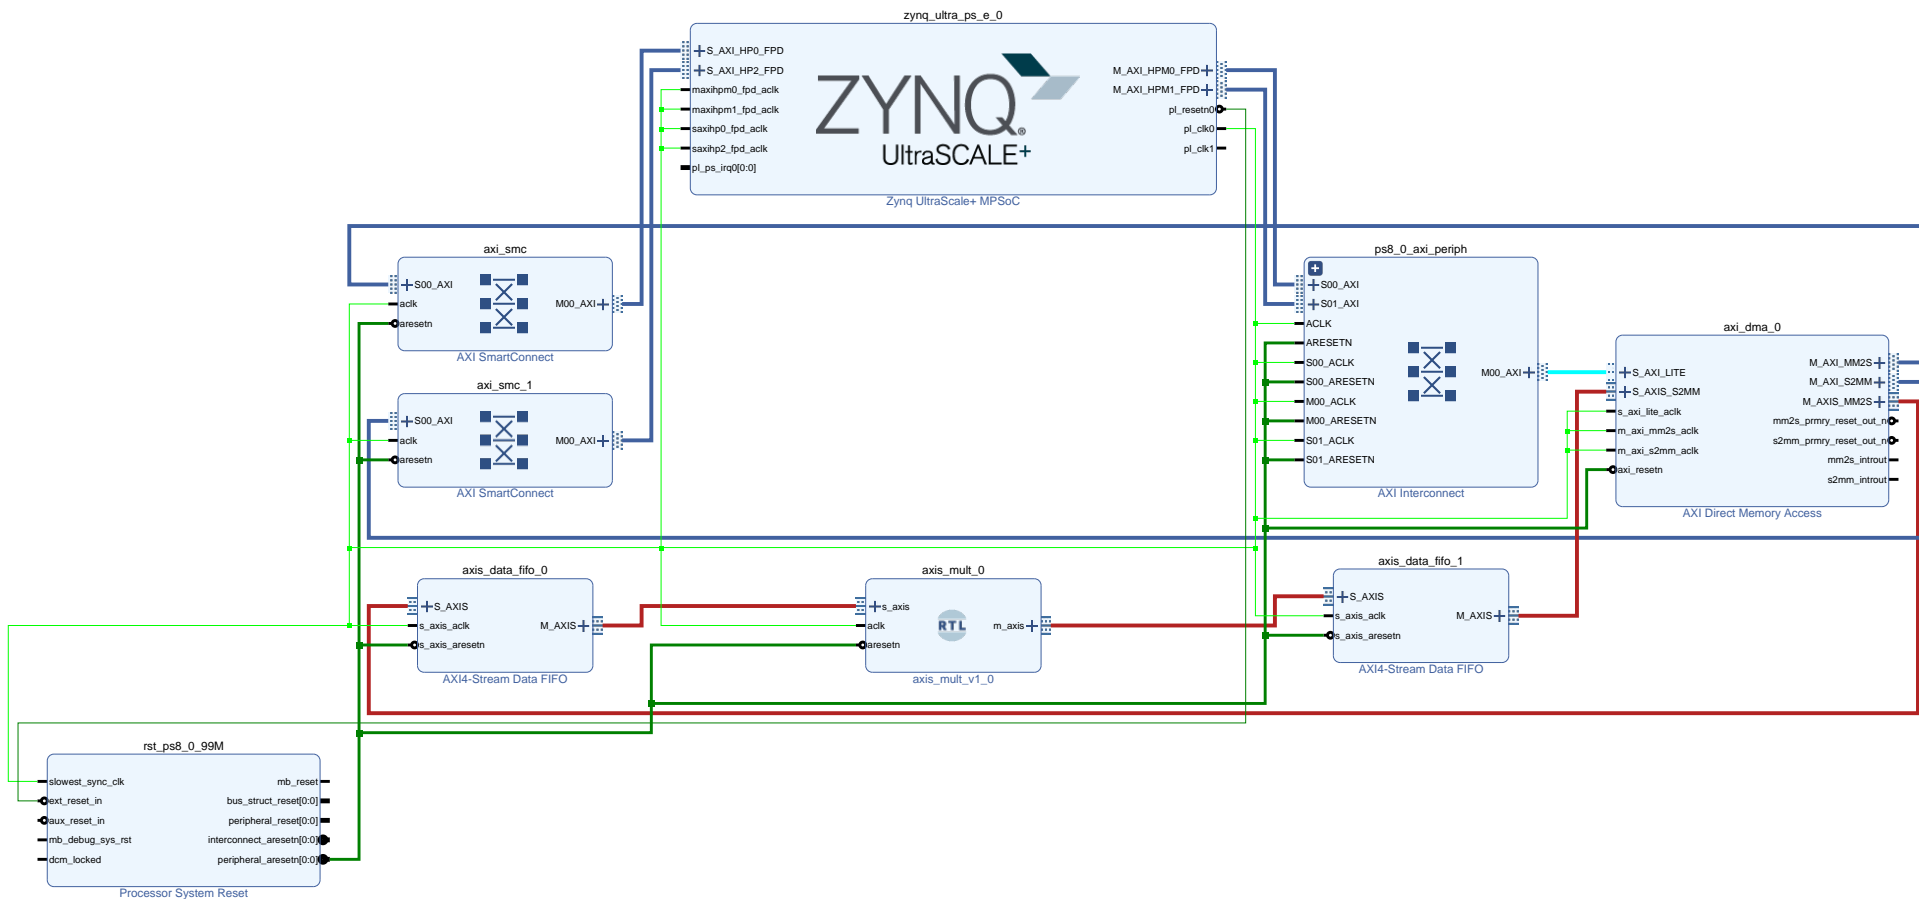 zynq_ultra_ps_e_0
S_AXI_HP0_FPD
S_AXI_HP2_FPD
maxihpm0_fpd_aclk
maxihpm1_fpd_aclk
saxihp0_fpd_aclk
saxihp2_fpd_aclk
pl_ps_irq0[0:0]
ZYNQ®
UltraSCALE+
M_AXI_HPM0_FPD
M_AXI_HPM1_FPD
pl_resetn0
pl_clk0
pl_clk1
Zynq UltraScale+ MPSoC
axi_smc
S00_AXI
aclk
aresetn
M00_AXI
AXI SmartConnect
axi_smc_1
S00_AXI
aclk
aresetn
M00_AXI
AXI SmartConnect
ps8_0_axi_periph
S00_AXI
S01_AXI
ACLK
ARESETN
S00_ACLK
S00_ARESETN
M00_ACLK
M00_ARESETN
S01_ACLK
S01_ARESETN
M00_AXI
AXI Interconnect
axi_dma_0
S_AXI_LITE
S_AXIS_S2MM
s_axi_lite_aclk
m_axi_mm2s_aclk
m_axi_s2mm_aclk
axi_resetn
M_AXI_MM2S
M_AXI_S2MM
M_AXIS_MM2S
mm2s_prmry_reset_out_n
s2mm_prmry_reset_out_n
mm2s_introut
s2mm_introut
AXI Direct Memory Access
axis_data_fifo_0
S_AXIS
s_axis_aclk
s_axis_aresetn
M_AXIS
AXI4-Stream Data FIFO
axis_mult_0
s_axis
aclk
aresetn
RTL
m_axis
axis_mult_v1_0
axis_data_fifo_1
S_AXIS
s_axis_aclk
s_axis_aresetn
M_AXIS
AXI4-Stream Data FIFO
rst_ps8_0_99M
slowest_sync_clk
ext_reset_in
aux_reset_in
mb_debug_sys_rst
dcm_locked
mb_reset
bus_struct_reset[0:0]
peripheral_reset[0:0]
interconnect_aresetn[0:0]
peripheral_aresetn[0:0]
Processor System Reset